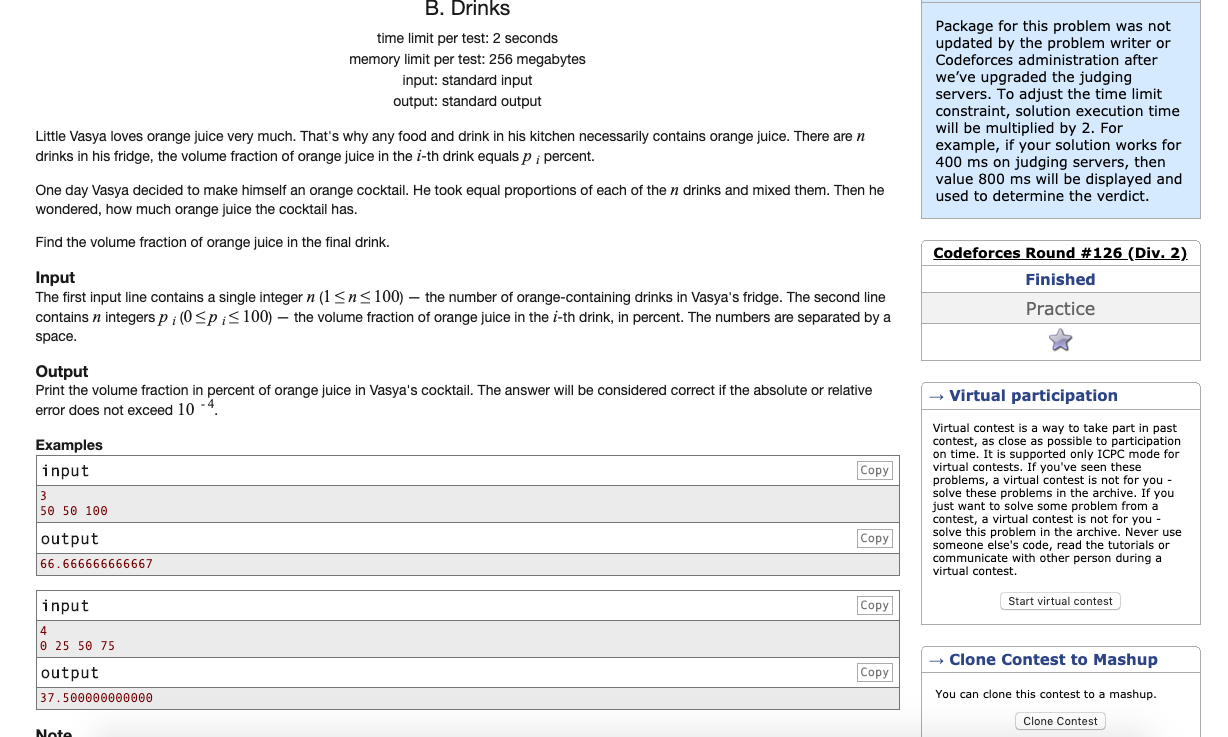 B. Drinks
time limit per test: 2 seconds
memory limit per test: 256 megabytes
input: standard input
output: standard output
Little Vasya loves orange juice very much. That's why any food and drink in his kitchen necessarily contains orange juice. There are n
drinks in his fridge, the volume fraction of orange juice in the i-th drink equals p i percent.
One day Vasya decided to make himself an orange cocktail. He took equal proportions of each of the n drinks and mixed them. Then he
wondered, how much orange juice the cocktail has.
Find the volume fraction of orange juice in the final drink.
Input
The first input line contains a single integer n (1 ≤ n ≤ 100) — the number of orange-containing drinks in Vasya's fridge. The second line
contains n integers p i (0 ≤ p i ≤ 100) — the volume fraction of orange juice in the i-th drink, in percent. The numbers are separated by a
space.
Output
Print the volume fraction in percent of orange juice in Vasya's cocktail. The answer will be considered correct if the absolute or relative
error does not exceed 10 - 4.
Examples
input
Copy
3
50 50 100
output
Copy
66.666666666667
input
Copy
4
0 25 50 75
output
Copy
37.500000000000
Note
Package for this problem was not
updated by the problem writer or
Codeforces administration after
we've upgraded the judging
servers. To adjust the time limit
constraint, solution execution time
will be multiplied by 2. For
example, if your solution works for
400 ms on judging servers, then
value 800 ms will be displayed and
used to determine the verdict.
Codeforces Round #126 (Div. 2)
Finished
Practice
→ Virtual participation
Virtual contest is a way to take part in past
contest, as close as possible to participation
on time. It is supported only ICPC mode for
virtual contests. If you've seen these
problems, a virtual contest is not for you -
solve these problems in the archive. If you
just want to solve some problem from a
contest, a virtual contest is not for you -
solve this problem in the archive. Never use
someone else's code, read the tutorials or
communicate with other person during a
virtual contest.
Start virtual contest
→ Clone Contest to Mashup
You can clone this contest to a mashup.
Clone Contest